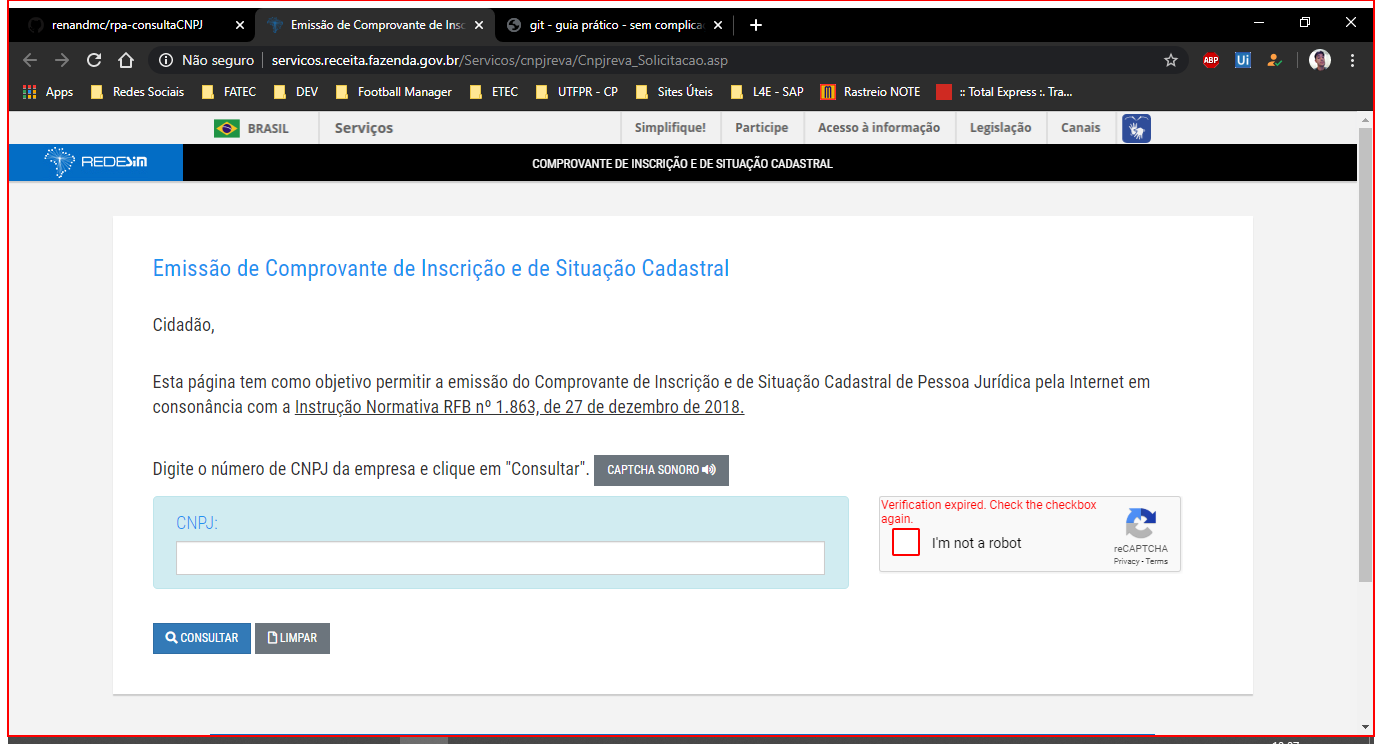 renandmc/rpa-consultaCNPJ
Emissão de Comprovante de Insc
git - guia prático - sem complica
Não seguro
servicos.receita.fazenda.gov.br/Servicos/cnpjreva/Cnpjreva_Solicitacao.asp
ABP
Ui
Apps
Redes Sociais
FATEC
DEV
Football Manager
ETEC
UTFPR - CP
Sites Úteis
L4E - SAP
Rastreio NOTE
:: Total Express :. Tra...
BRASIL
Serviços
Simplifique!
Participe
Acesso à informação
Legislação
Canais
REDESIM
COMPROVANTE DE INSCRIÇÃO E DE SITUAÇÃO CADASTRAL
Emissão de Comprovante de Inscrição e de Situação Cadastral
Cidadão,
Esta página tem como objetivo permitir a emissão do Comprovante de Inscrição e de Situação Cadastral de Pessoa Jurídica pela Internet em
consonância com a Instrução Normativa RFB nº 1.863, de 27 de dezembro de 2018.
Digite o número de CNPJ da empresa e clique em "Consultar".
CAPTCHA SONORO
CNPJ:
Verification expired. Check the checkbox
again.
I'm not a robot
reCAPTCHA
Privacy - Terms
CONSULTAR
LIMPAR